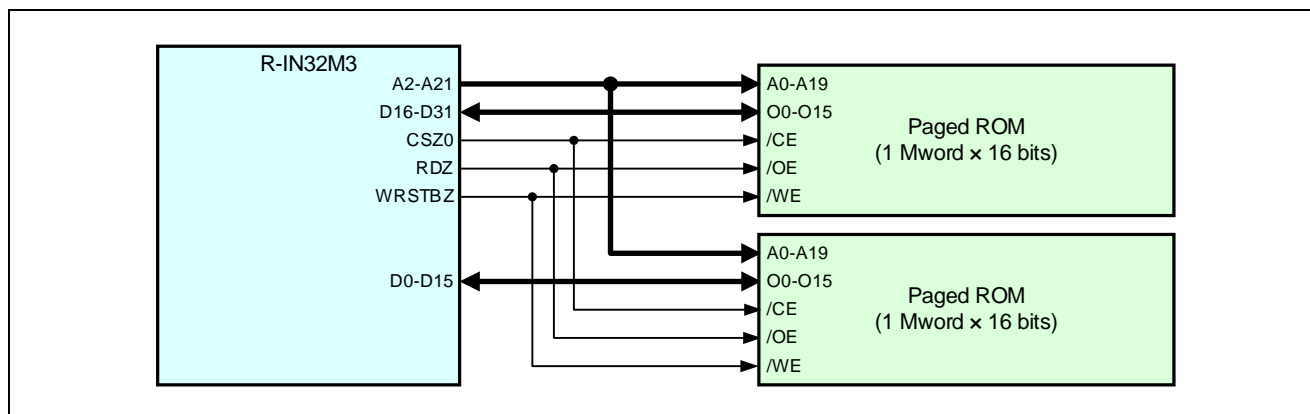 R-IN32M3
A2-A21
D16-D31
CSZ0
RDZ
WRSTBZ
D0-D15
A0-A19
O0-O15
/CE
/OE
/WE
Paged ROM
(1 Mword × 16 bits)
A0-A19
O0-O15
/CE
/OE
/WE
Paged ROM
(1 Mword × 16 bits)